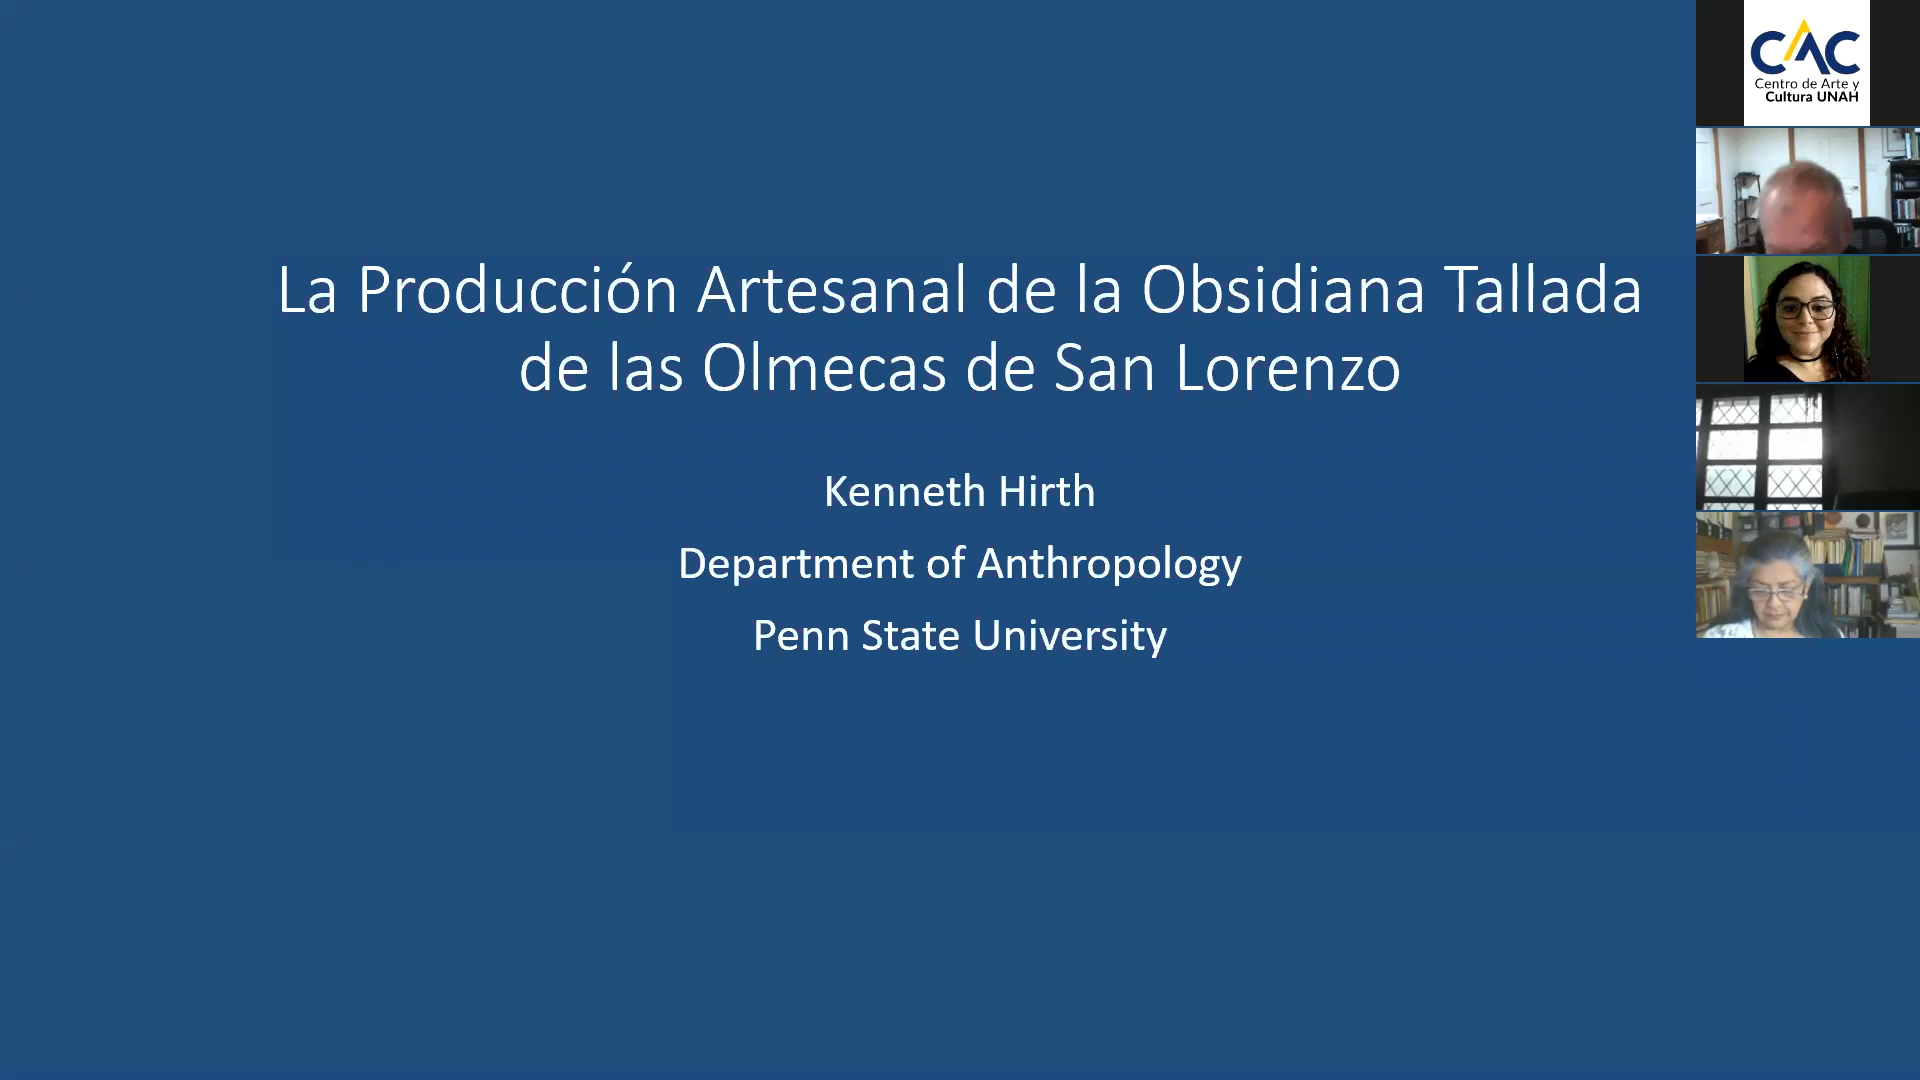 La Producción Artesanal de la Obsidiana Tallada
de las Olmecas de San Lorenzo
Kenneth Hirth
Department of Anthropology
Penn State University
CAC
Centro de Arte y
Cultura UNAH